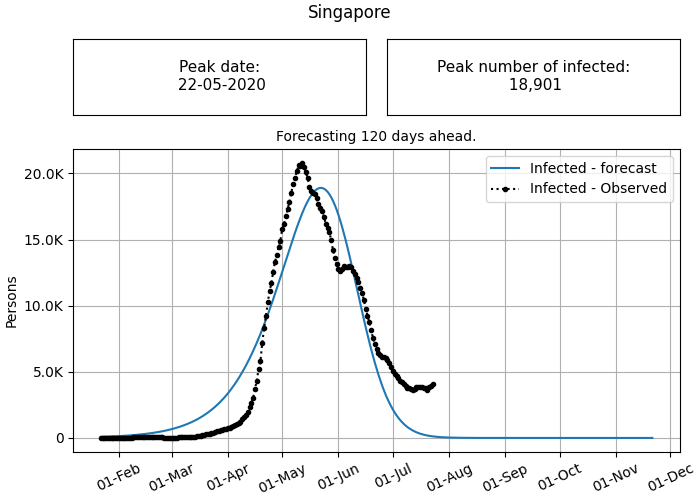 Singapore
Peak date:
22-05-2020
Peak number of infected:
18,901
Forecasting 120 days ahead.
Infected - forecast
Infected - Observed
Persons
20.0K
15.0K
10.0K
5.0K
0
01-Feb
01-Mar
01-Apr
01-May
01-Jun
01-Jul
01-Aug
01-Sep
01-Oct
01-Nov
01-Dec